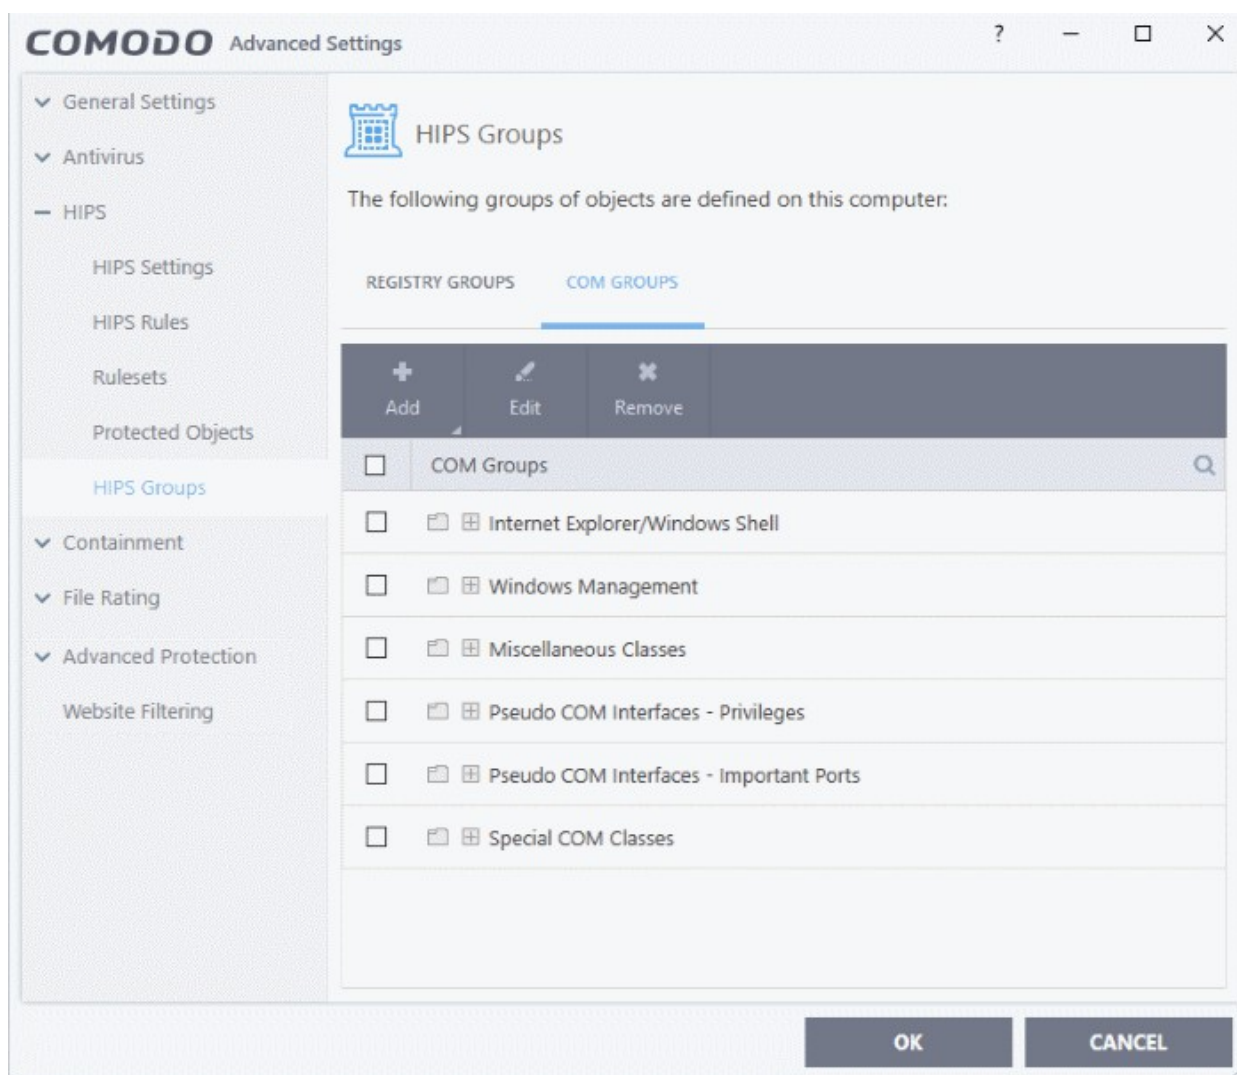 COMODO Advanced Settings ?
General Settings
Antivirus
HIPS
HIPS Settings
HIPS Rules
Rulesets
Protected Objects
HIPS Groups
Containment
File Rating
Advanced Protection
Website Filtering
HIPS Groups
The following groups of objects are defined on this computer:
REGISTRY GROUPS COM GROUPS
Add Edit Remove
COM Groups
Internet Explorer/Windows Shell
Windows Management
Miscellaneous Classes
Pseudo COM Interfaces - Privileges
Pseudo COM Interfaces - Important Ports
Special COM Classes
OK CANCEL